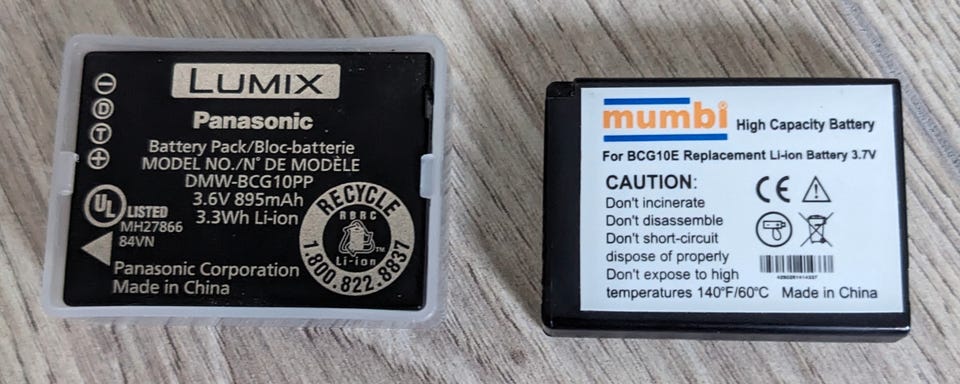 LUMIX
Panasonic
Battery Pack/Bloc-batterie
MODEL NO./N° DE MODÈLE
DMW-BCG10PP
3.6V 895mAh
3.3Wh Li-ion
D
T
UL
LISTED
MH27866
84VN
RECYCLE
RBRC
Li-ion
1.800.822.8837
Panasonic Corporation
Made in China
mumbi High Capacity Battery
For BCG10E Replacement Li-ion Battery 3.7V
CAUTION:
Don't incinerate
Don't disassemble
Don't short-circuit
dispose of properly
Don't expose to high
temperatures 140°F/60°C
CE
Made in China